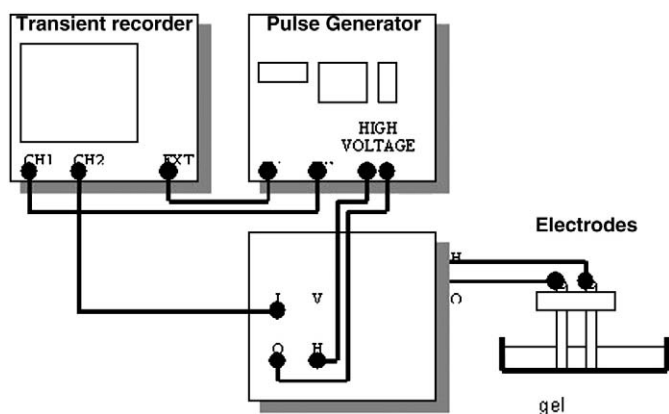 Transient recorder
Pulse Generator
HIGH
VOLTAGE
CH1 CH2 EXT
Electrodes
H
O
I V
O H
gel